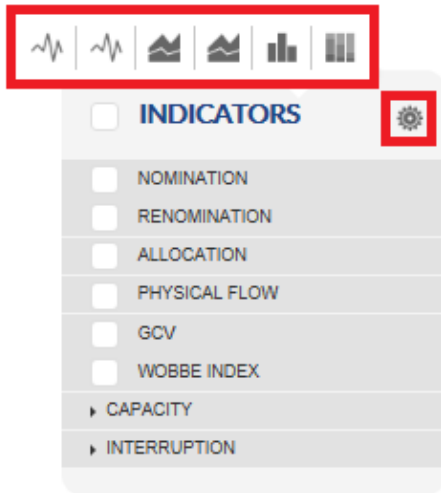 INDICATORS
NOMINATION
RENOMINATION
ALLOCATION
PHYSICAL FLOW
GCV
WOBBE INDEX
CAPACITY
INTERRUPTION